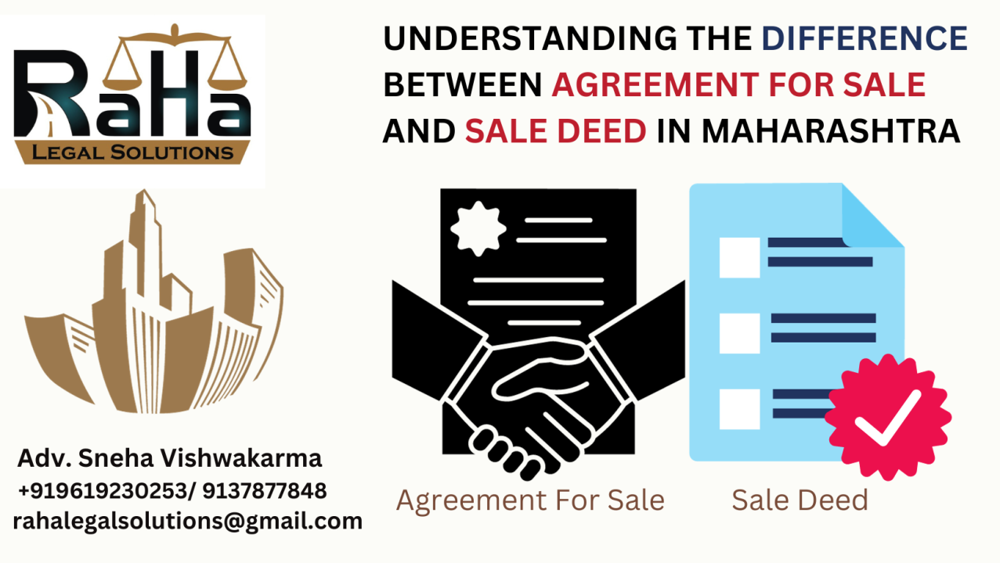 RaHa
LEGAL SOLUTIONS
UNDERSTANDING THE DIFFERENCE
BETWEEN AGREEMENT FOR SALE
AND SALE DEED IN MAHARASHTRA
Agreement For Sale
Sale Deed
Adv. Sneha Vishwakarma
+919619230253/ 9137877848
rahalegalsolutions@gmail.com